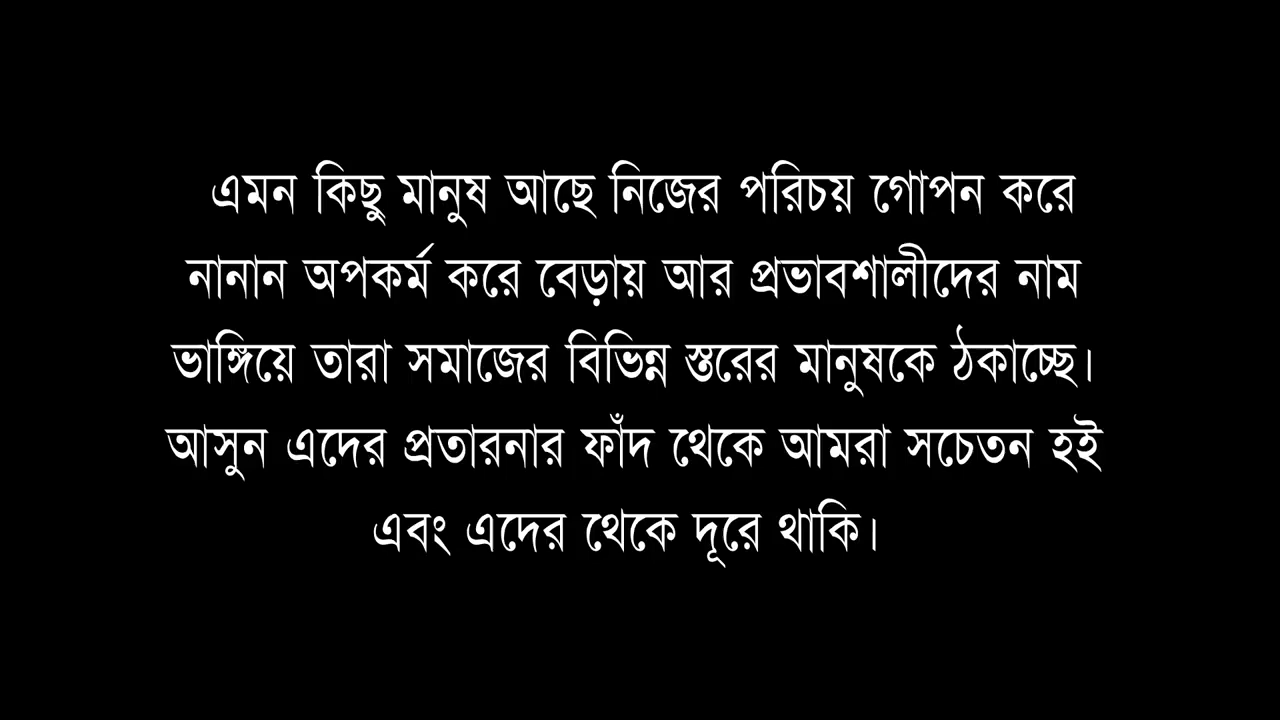 এমন কিছু মানুষ আছে নিজের পরিচয় গোপন করে
নানান অপকর্ম করে বেড়ায় আর প্রভাবশালীদের নাম
ভাঙ্গিয়ে তারা সমাজের বিভিন্ন স্তরের মানুষকে ঠকাচ্ছে।
আসুন এদের প্রতারনার ফাঁদ থেকে আমরা সচেতন হই
এবং এদের থেকে দূরে থাকি।